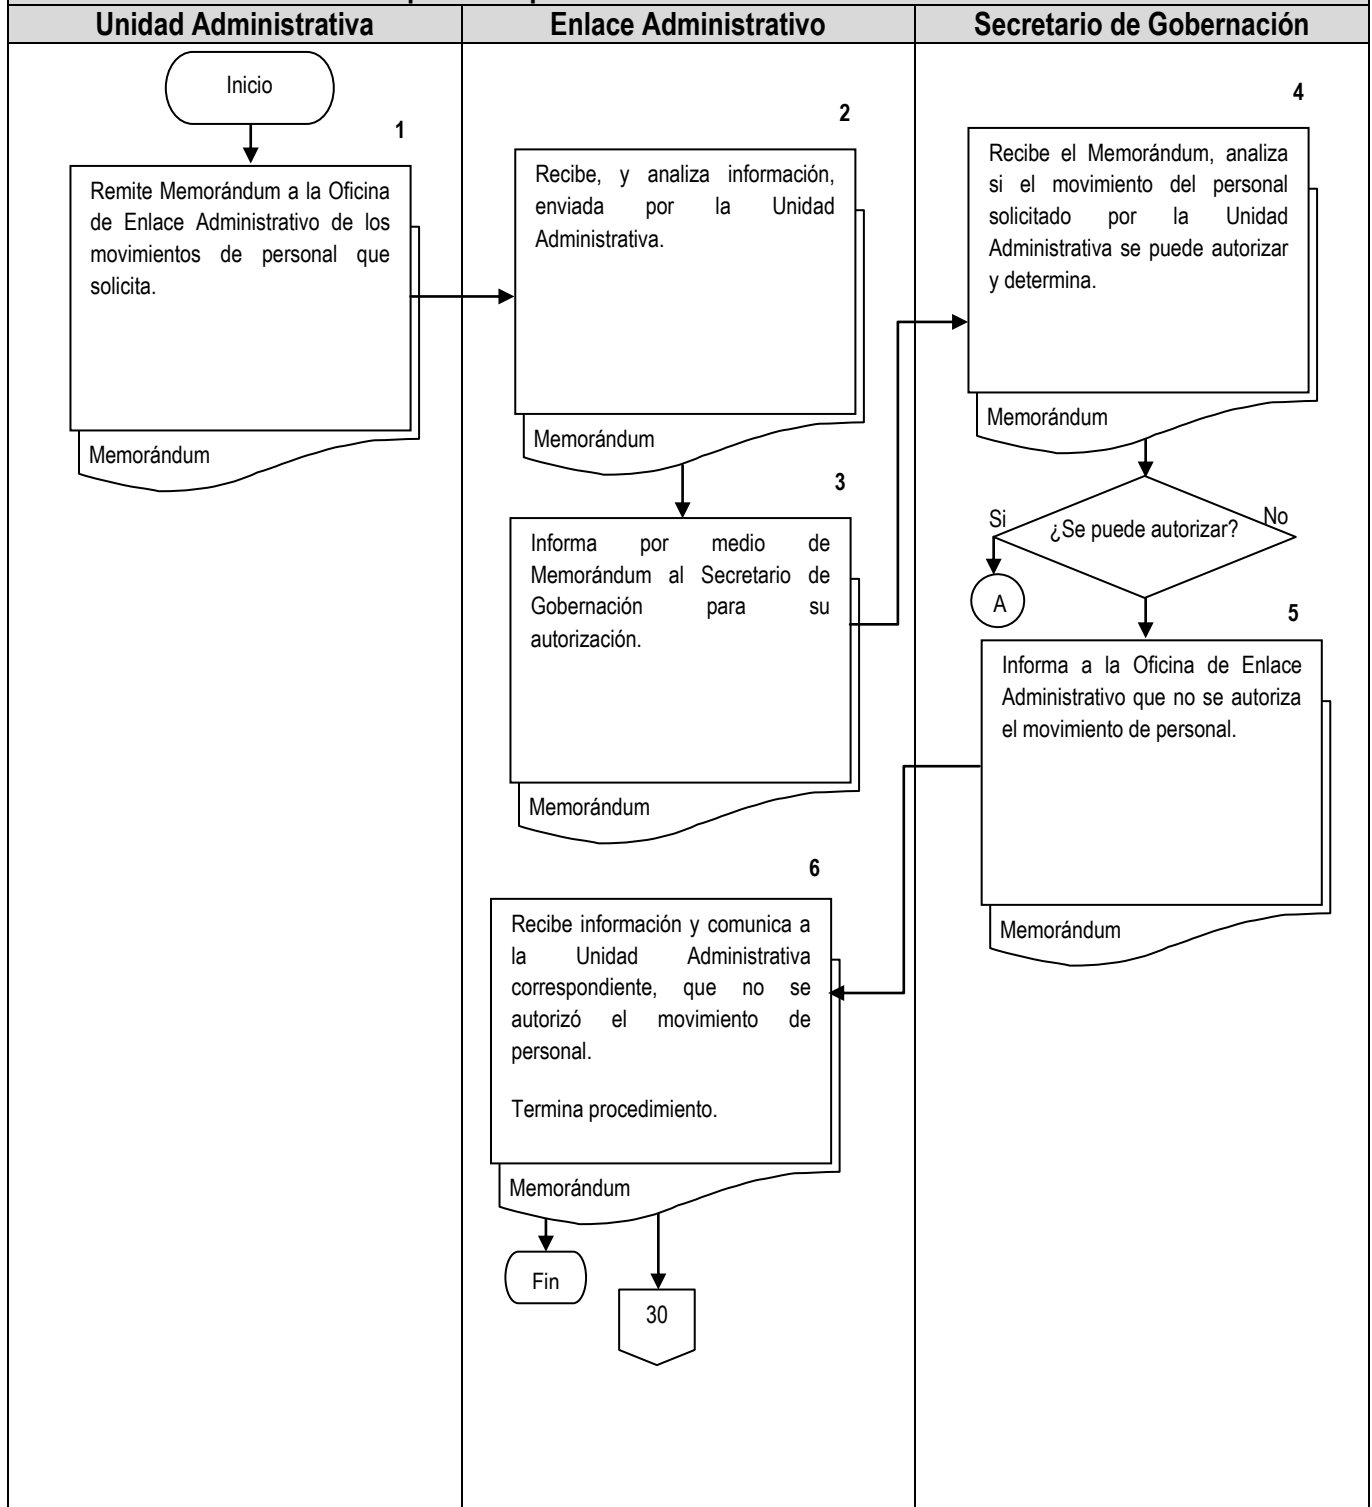 Unidad Administrativa
Enlace Administrativo
Secretario de Gobernación
Inicio
1
Remite Memorándum a la Oficina
de Enlace Administrativo de los
movimientos de personal que
solicita.
Memorándum
2
Recibe, y analiza información,
enviada por la Unidad
Administrativa.
Memorándum
3
Informa por medio de
Memorándum al Secretario de
Gobernación para su
autorización.
Memorándum
4
Recibe el Memorándum, analiza
si el movimiento del personal
solicitado por la Unidad
Administrativa se puede autorizar
y determina.
Memorándum
Si
¿Se puede autorizar?
No
A
5
Informa a la Oficina de Enlace
Administrativo que no se autoriza
el movimiento de personal.
Memorándum
6
Recibe información y comunica a
la Unidad Administrativa
correspondiente, que no se
autorizó el movimiento de
personal.
Termina procedimiento.
Memorándum
Fin
30